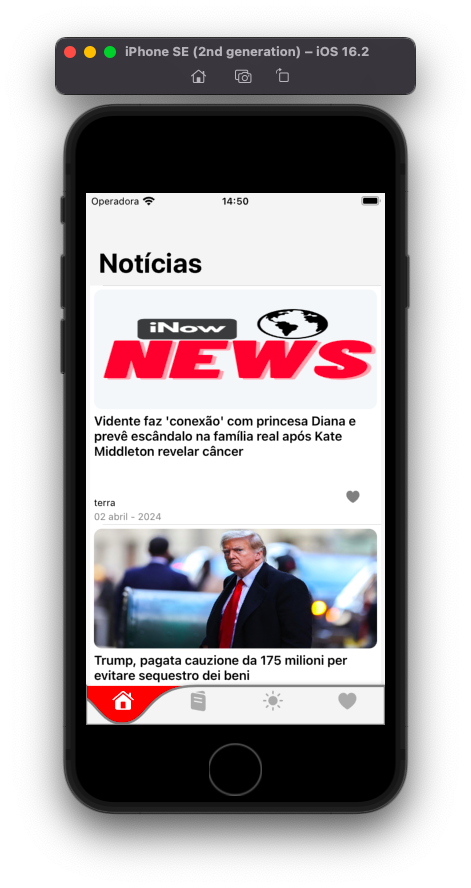 iPhone SE (2nd generation) – iOS 16.2
Operadora 14:50
Notícias
iNow
NEWS
Vidente faz 'conexão' com princesa Diana e
prevê escândalo na família real após Kate
Middleton revelar câncer
terra
02 abril - 2024
Trump, pagata cauzione da 175 milioni per
evitare sequestro dei beni